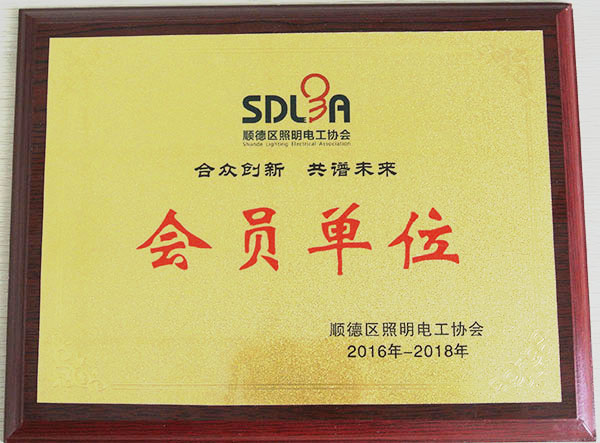 SDLEA
顺德区照明电工协会
Shunde Lighting Electrical Association
合众创新 共谱未来
会员单位
顺德区照明电工协会
2016年-2018年